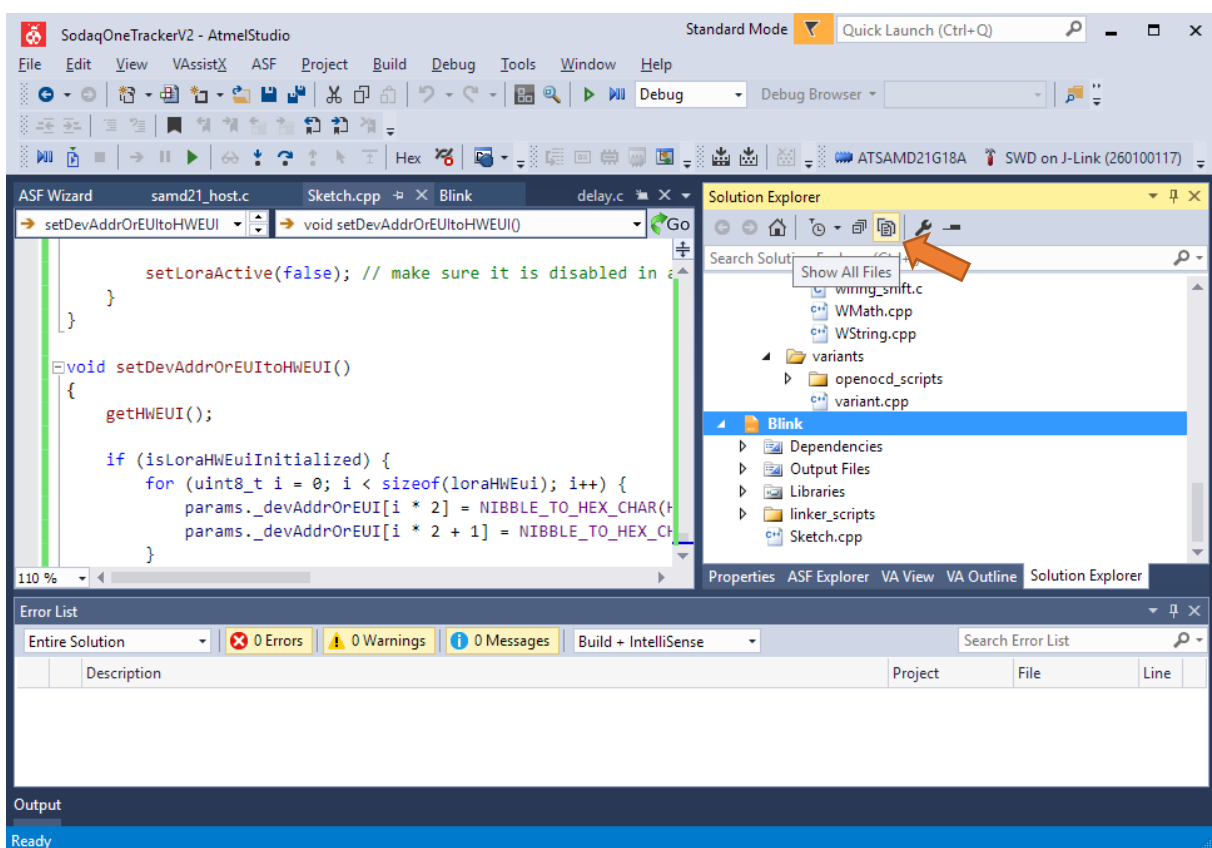 SodaqOneTrackerV2 - AtmelStudio
Standard Mode
Quick Launch (Ctrl+Q)
File Edit View VAssistX ASF Project Build Debug Tools Window Help
Debug Debug Browser
Hex ATSAMD21G18A SWD on J-Link (260100117)
ASF Wizard samd21_host.c Sketch.cpp Blink delay.c
setDevAddrOrEUItoHWEUI void setDevAddrOrEUItoHWEUI() Go
setLoraActive(false); // make sure it is disabled in
}
}
void setDevAddrOrEUItoHWEUI()
{
getHWEUI();
if (isLoraHWEuiInitialized) {
for (uint8_t i = 0; i < sizeof(loraHWEui); i++) {
params._devAddrOrEUI[i * 2] = NIBBLE_TO_HEX_CHAR(
params._devAddrOrEUI[i * 2 + 1] = NIBBLE_TO_HEX_CH
}
110 %
Solution Explorer
Search
Show All Files
wiring_shift.c
WMath.cpp
WString.cpp
variants
openocd_scripts
variant.cpp
Blink
Dependencies
Output Files
Libraries
linker_scripts
Sketch.cpp
Properties ASF Explorer VA View VA Outline Solution Explorer
Error List
Entire Solution 0 Errors 0 Warnings 0 Messages Build + IntelliSense Search Error List
Description Project File Line
Output
Ready